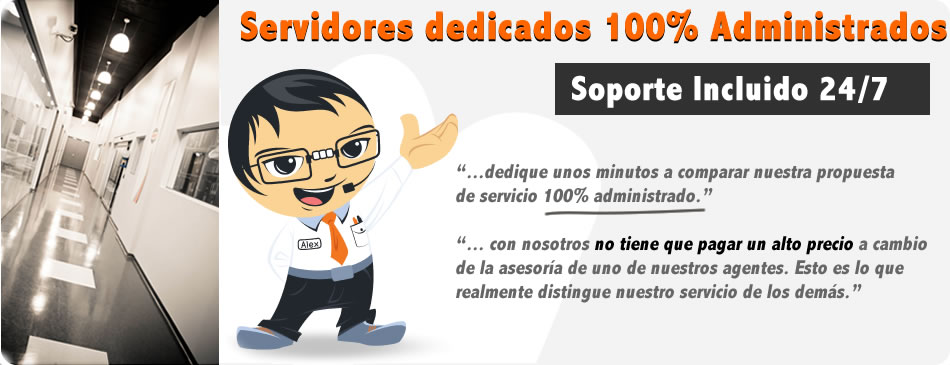 Servidores dedicados 100% Administrados
Soporte Incluido 24/7
“...dedique unos minutos a comparar nuestra propuesta
de servicio 100% administrado.”
“... con nosotros no tiene que pagar un alto precio a cambio
de la asesoría de uno de nuestros agentes. Esto es lo que
realmente distingue nuestro servicio de los demás.”
Alex